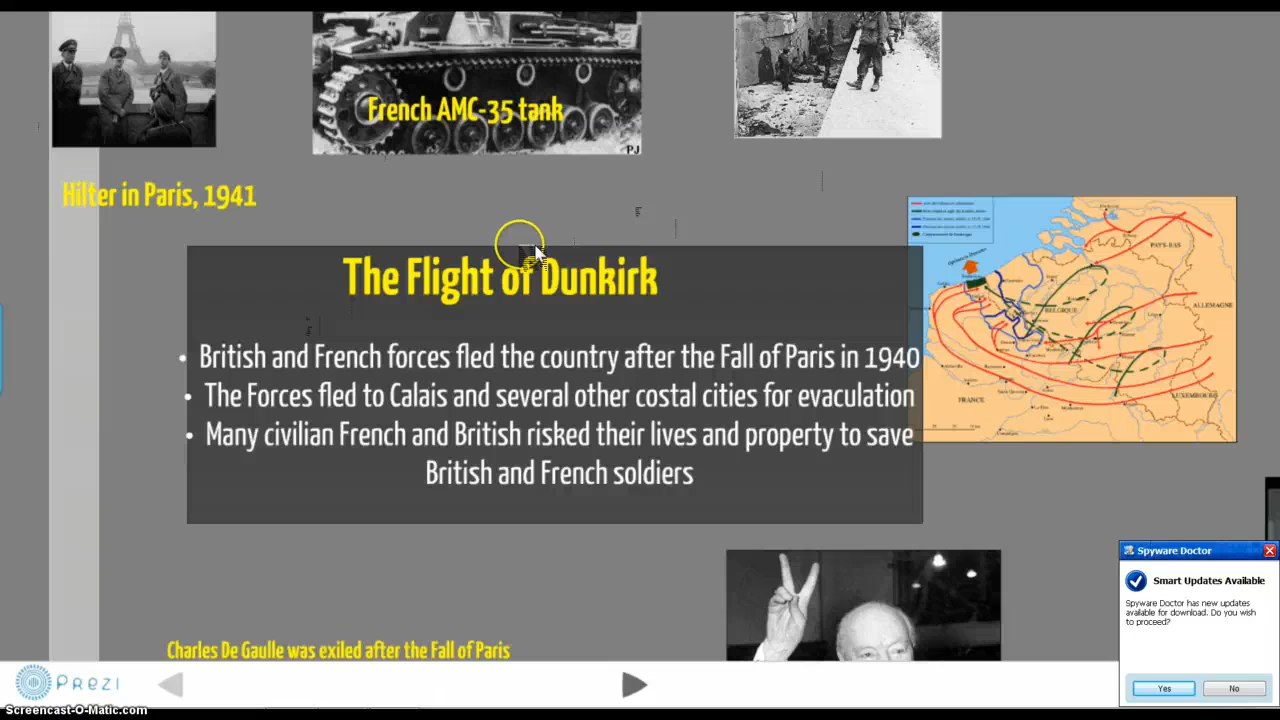 French AMC-35 tank
PJ
Hilter in Paris, 1941
The Flight of Dunkirk
• British and French forces fled the country after the Fall of Paris in 1940
• The Forces fled to Calais and several other costal cities for evaculation
• Many civilian French and British risked their lives and property to save
British and French soldiers
PAYS-BAS
ALLEMAGNE
BELGIQUE
FRANCE
LUXEMBOURG
Spyware Doctor
Smart Updates Available
Spyware Doctor has new updates
available for download. Do you wish
to proceed?
Yes No
Charles De Gaulle was exiled after the Fall of Paris
PREZI
Screencast-O-Matic.com